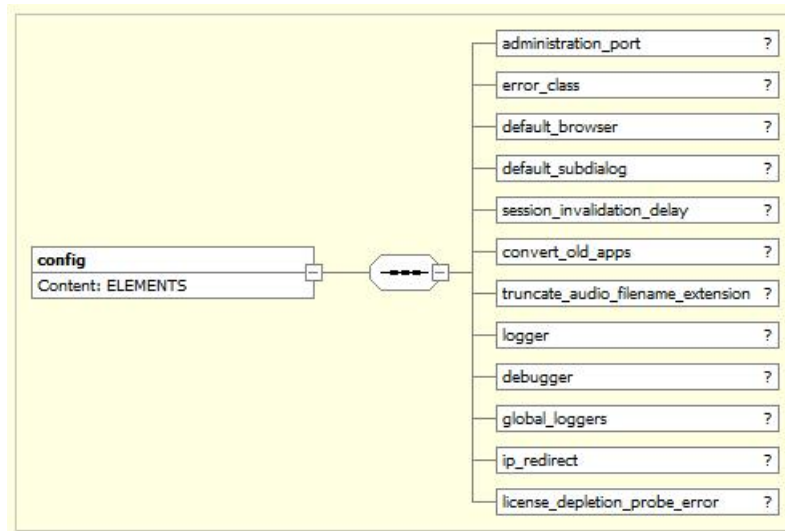 administration_port ?
error_class ?
default_browser ?
default_subdialog ?
session_invalidation_delay ?
config
Content: ELEMENTS
convert_old_apps ?
truncate_audio_filename_extension ?
logger ?
debugger ?
global_loggers ?
ip_redirect ?
license_depletion_probe_error ?